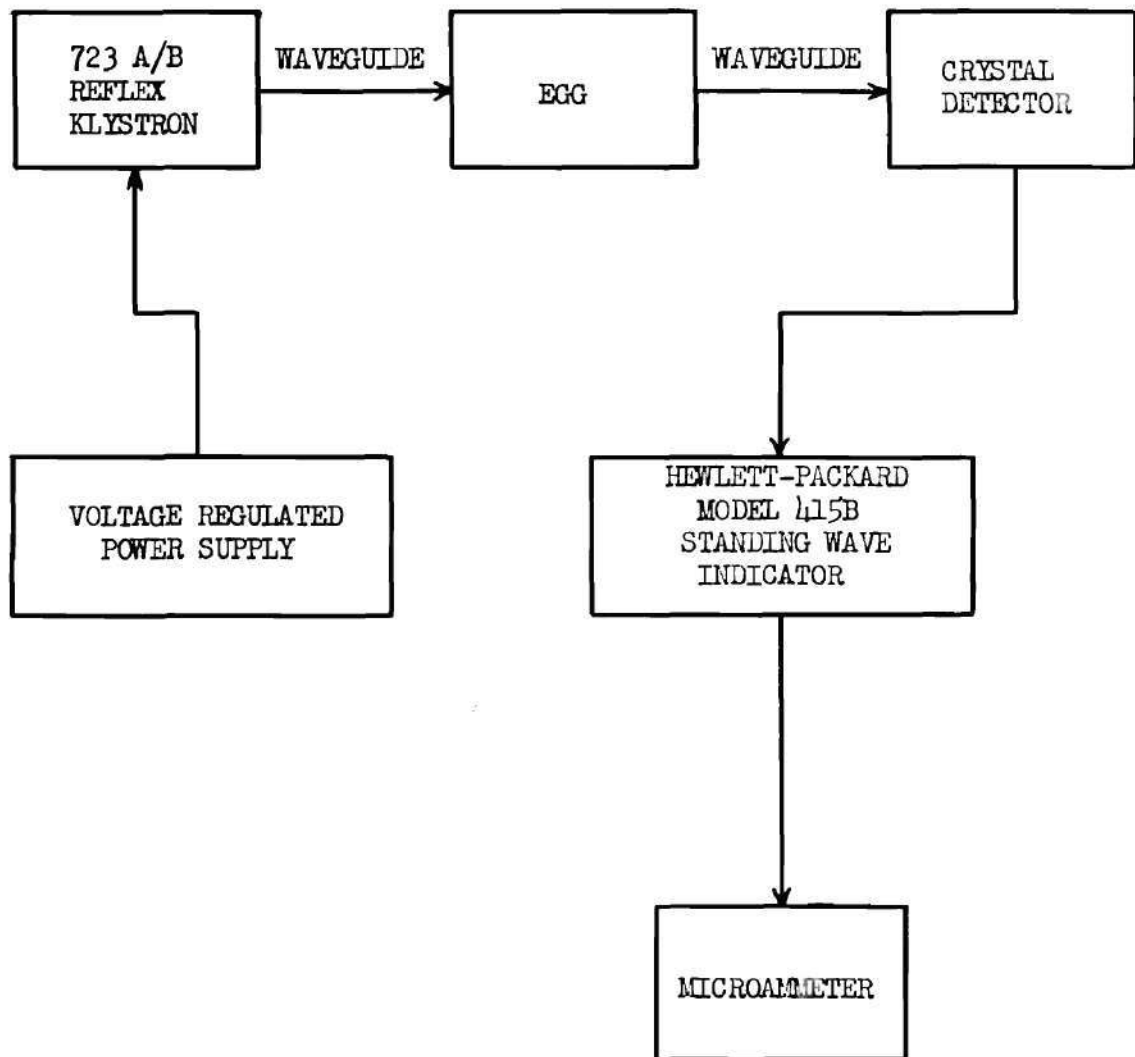 723 A/B
REFLEX
KLYSTRON
WAVEGUIDE
EGG
WAVEGUIDE
CRYSTAL
DETECTOR
VOLTAGE REGULATED
POWER SUPPLY
HEWLETT-PACKARD
MODEL 415B
STANDING WAVE
INDICATOR
MICROAMMETER